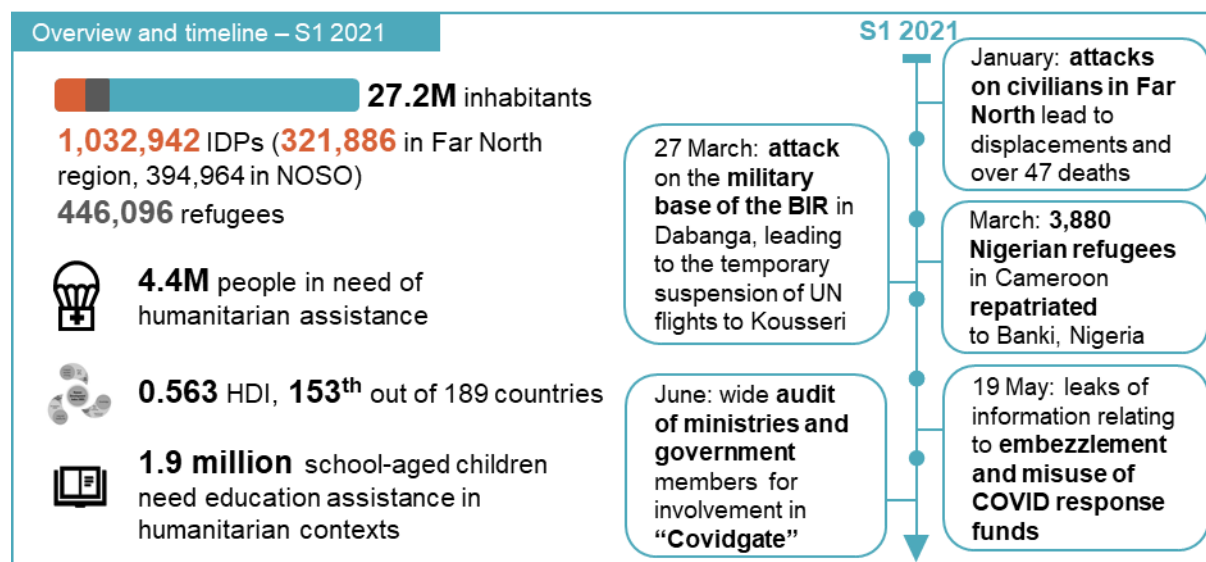 Overview and timeline – S1 2021
27.2M inhabitants
1,032,942 IDPs (321,886 in Far North
region, 394,964 in NOSO)
446,096 refugees
4.4M people in need of
humanitarian assistance
0.563 HDI, 153th out of 189 countries
1.9 million school-aged children
need education assistance in
humanitarian contexts
S1 2021
January: attacks
on civilians in Far
North lead to
displacements and
over 47 deaths
27 March: attack
on the military
base of the BIR in
Dabanga, leading
to the temporary
suspension of UN
flights to Kousseri
March: 3,880
Nigerian refugees
in Cameroon
repatriated
to Banki, Nigeria
19 May: leaks of
information relating
to embezzlement
and misuse of
COVID response
funds
June: wide audit
of ministries and
government
members for
involvement in
“Covidgate”